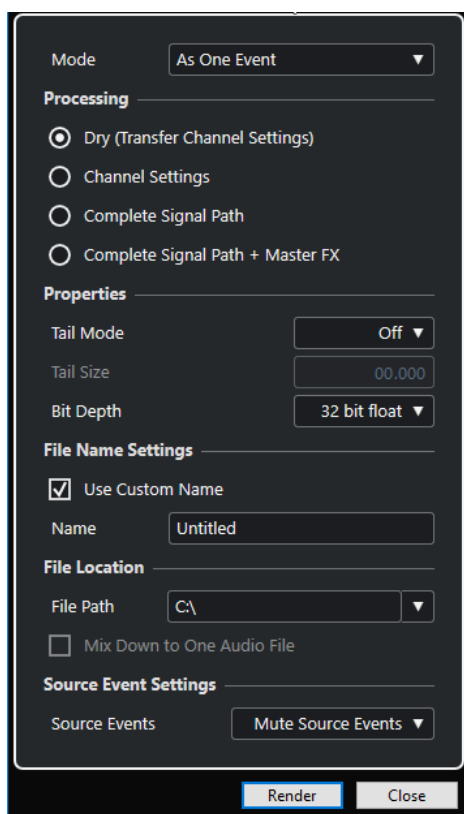 Mode As One Event
Processing
Dry (Transfer Channel Settings)
Channel Settings
Complete Signal Path
Complete Signal Path + Master FX
Properties
Tail Mode Off
Tail Size 00.000
Bit Depth 32 bit float
File Name Settings
Use Custom Name
Name Untitled
File Location
File Path C:\
Mix Down to One Audio File
Source Event Settings
Source Events Mute Source Events
Render Close